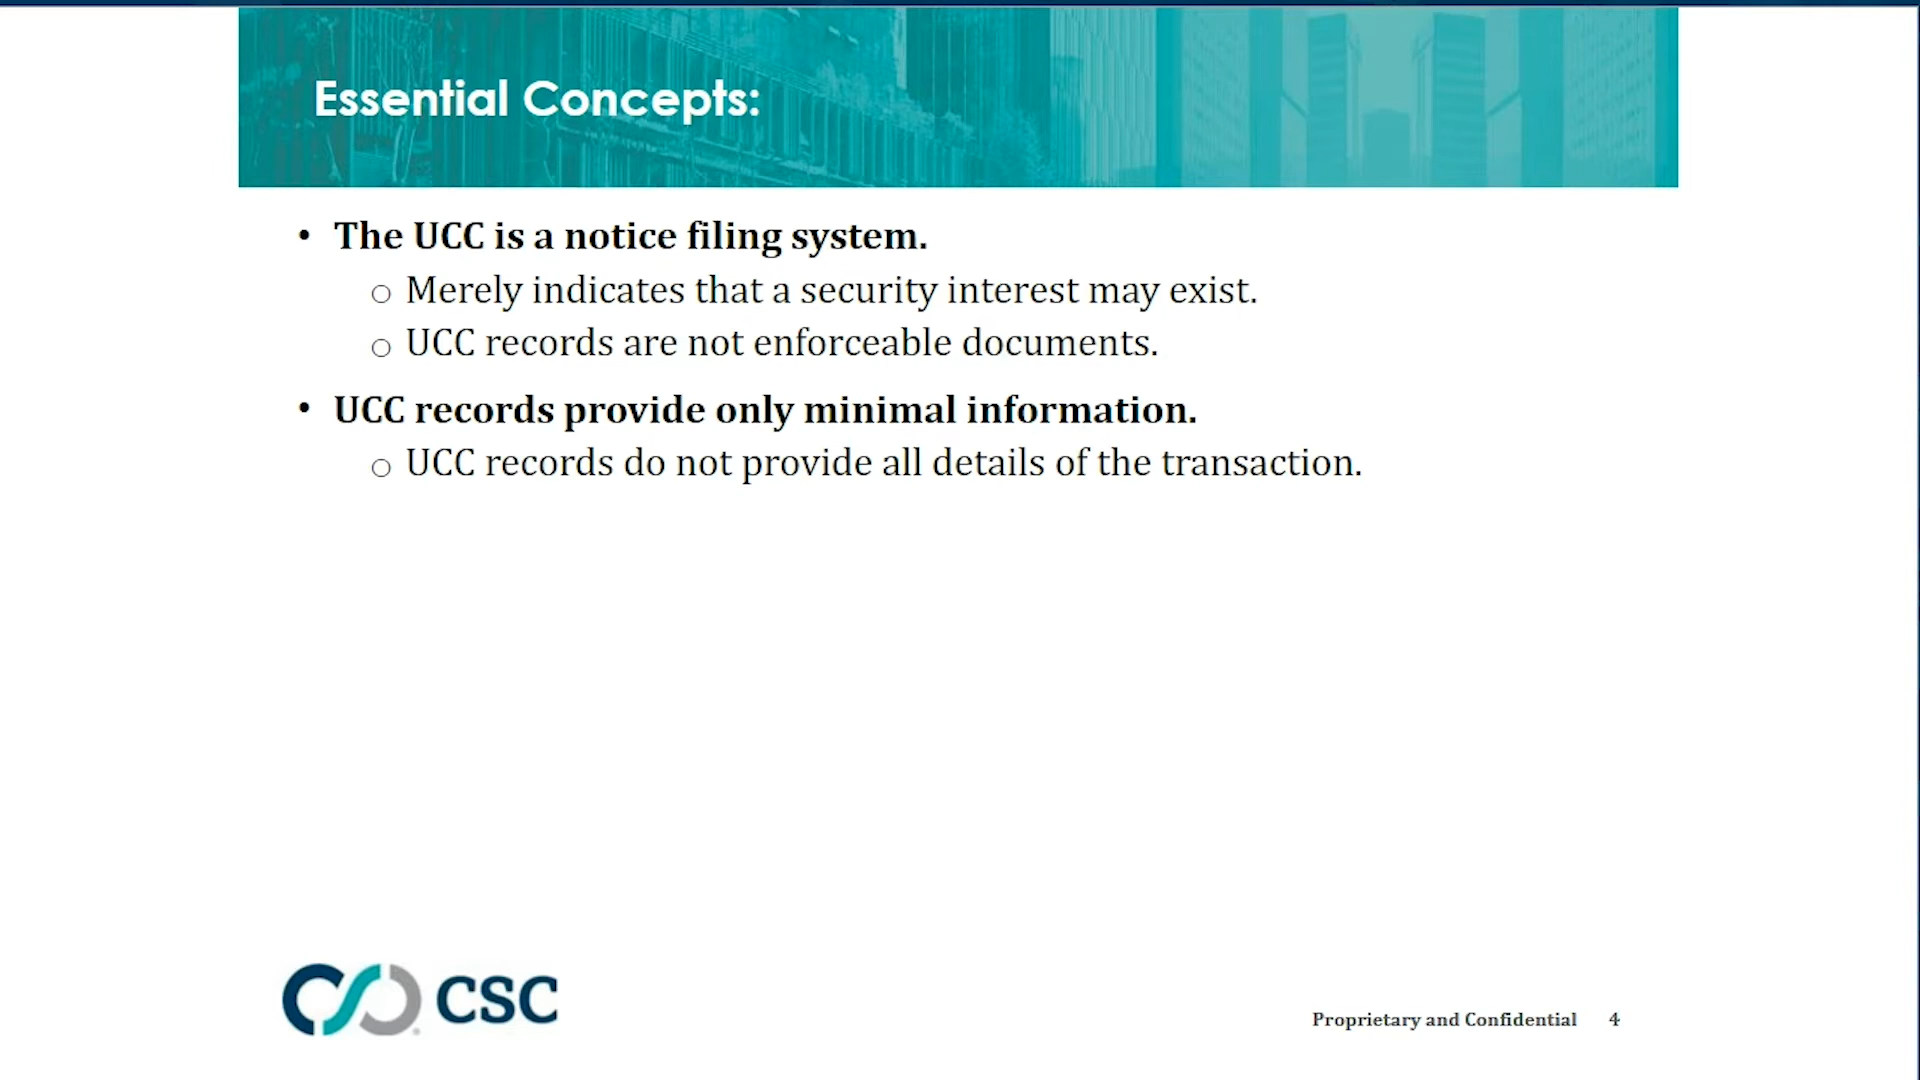 Essential Concepts:
• The UCC is a notice filing system.
o Merely indicates that a security interest may exist.
o UCC records are not enforceable documents.
• UCC records provide only minimal information.
o UCC records do not provide all details of the transaction.
CSC
Proprietary and Confidential 4